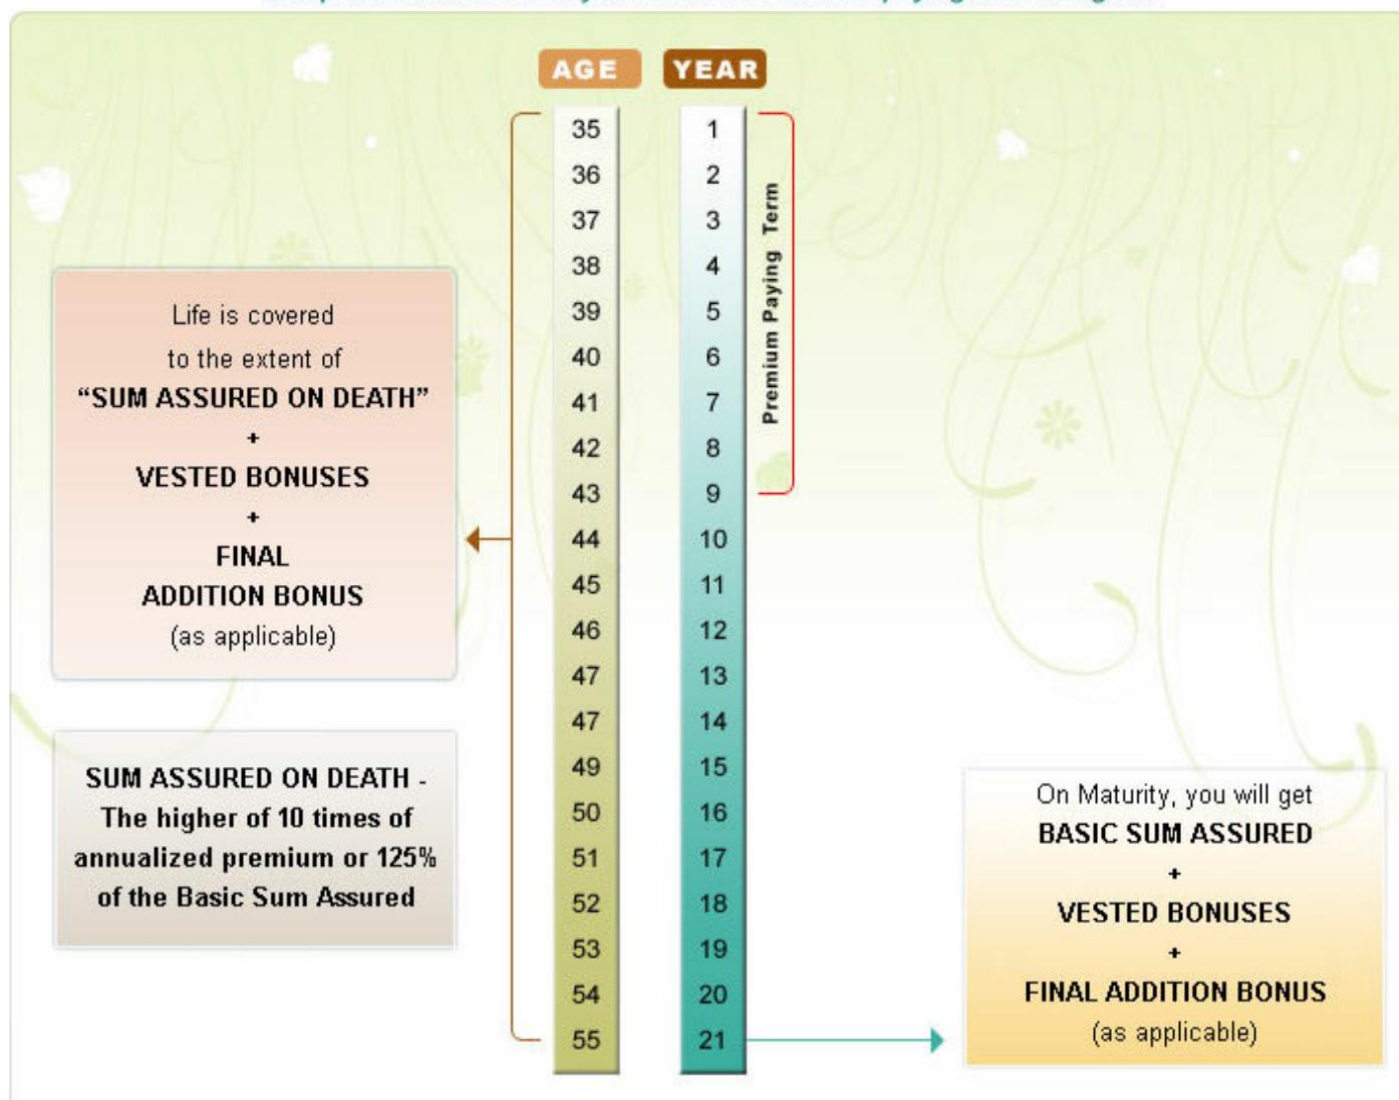 AGE YEAR
35 1
36 2
37 3
38 4
39 5
40 6
41 7
42 8
43 9
44 10
45 11
46 12
47 13
47 14
49 15
50 16
51 17
52 18
53 19
54 20
55 21
Premium Paying Term
Life is covered
to the extent of
“SUM ASSURED ON DEATH”
+
VESTED BONUSES
+
FINAL
ADDITION BONUS
(as applicable)
SUM ASSURED ON DEATH -
The higher of 10 times of
annualized premium or 125%
of the Basic Sum Assured
On Maturity, you will get
BASIC SUM ASSURED
+
VESTED BONUSES
+
FINAL ADDITION BONUS
(as applicable)